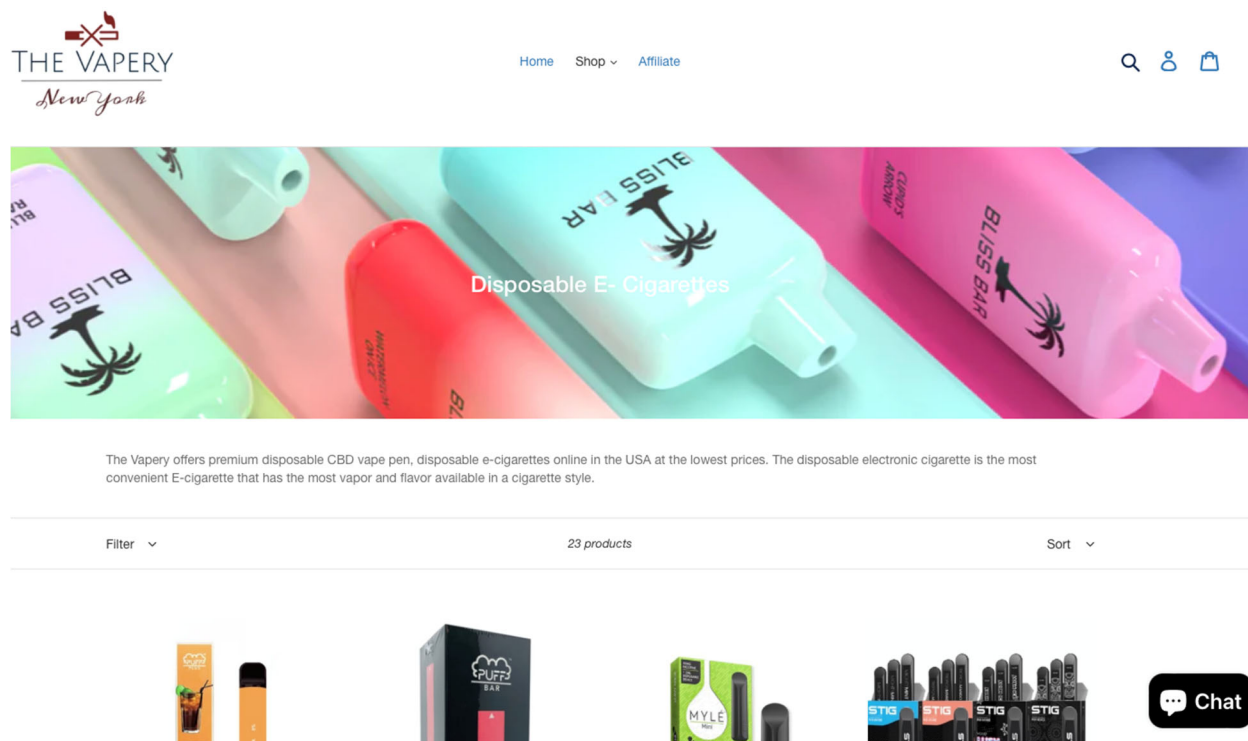 THE VAPERY
New York
Home
Shop
Affiliate
BLISS BAR
CUPIDS
ARROW
BLISS BAR
BLISS BAR
Disposable E- Cigarettes
The Vapery offers premium disposable CBD vape pen, disposable e-cigarettes online in the USA at the lowest prices. The disposable electronic cigarette is the most
convenient E-cigarette that has the most vapor and flavor available in a cigarette style.
Filter
23 products
Sort
PUFF
PUFF
BAR
MYLÉ
Mini
STIG
STIG
STIG
STIG
Chat